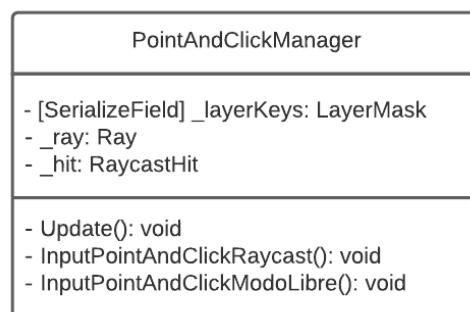 PointAndClickManager
- [SerializeField] _layerKeys: LayerMask
- _ray: Ray
- _hit: RaycastHit
- Update(): void
- InputPointAndClickRaycast(): void
- InputPointAndClickModoLibre(): void